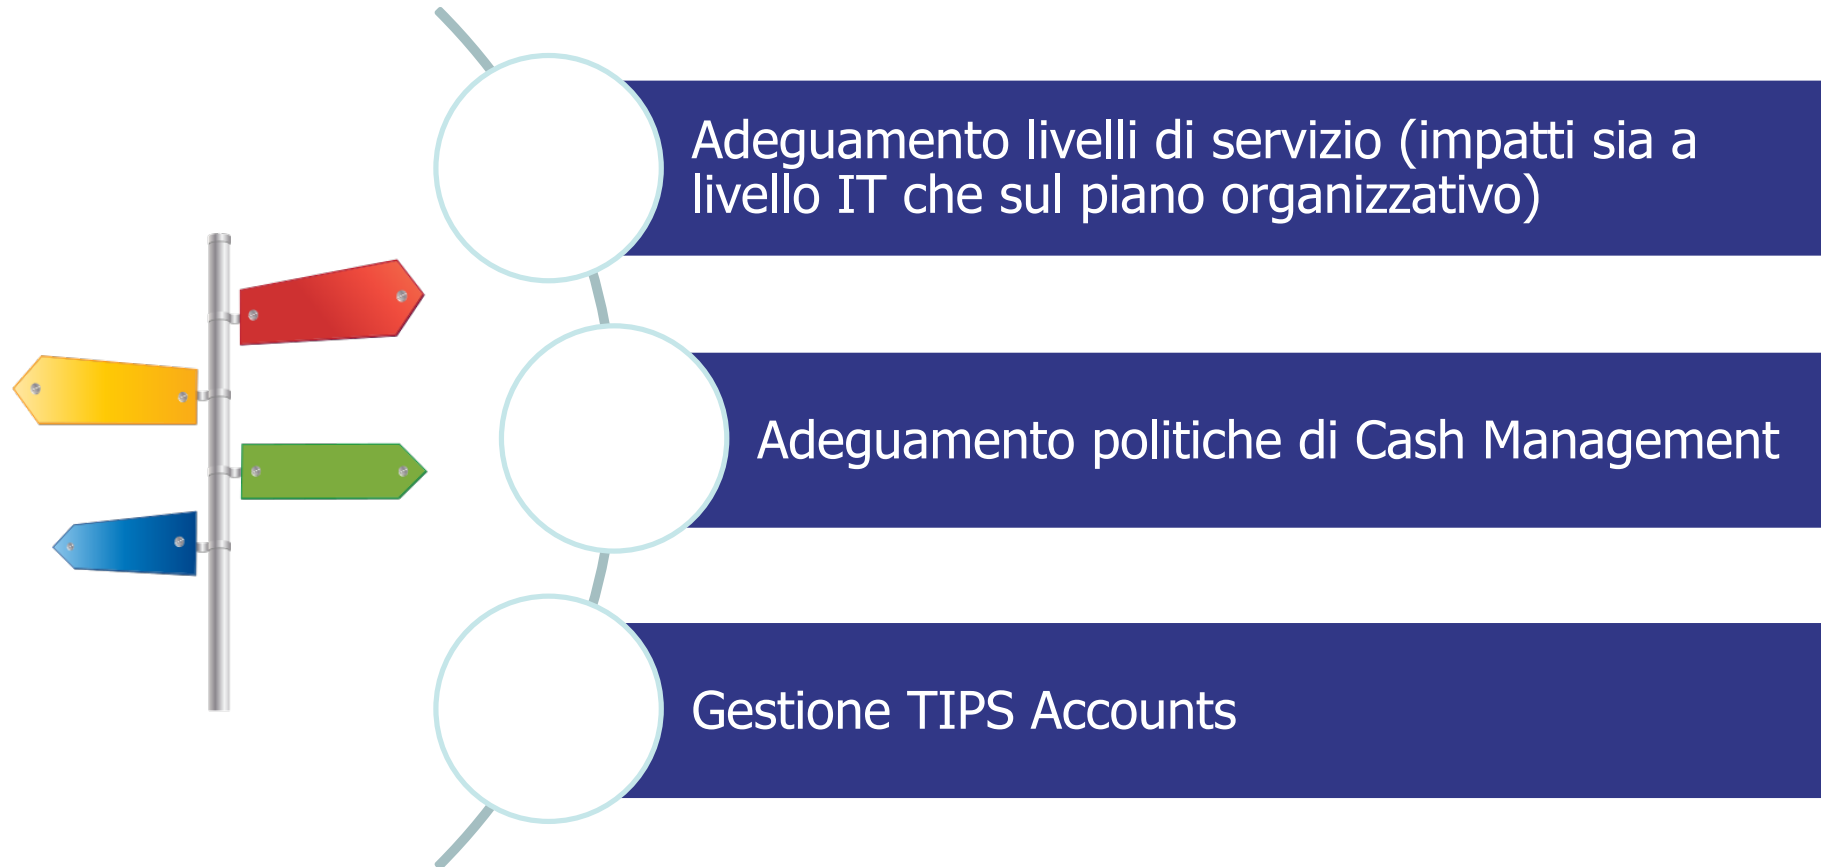 Adeguamento livelli di servizio (impatti sia a
livello IT che sul piano organizzativo)
Adeguamento politiche di Cash Management
Gestione TIPS Accounts